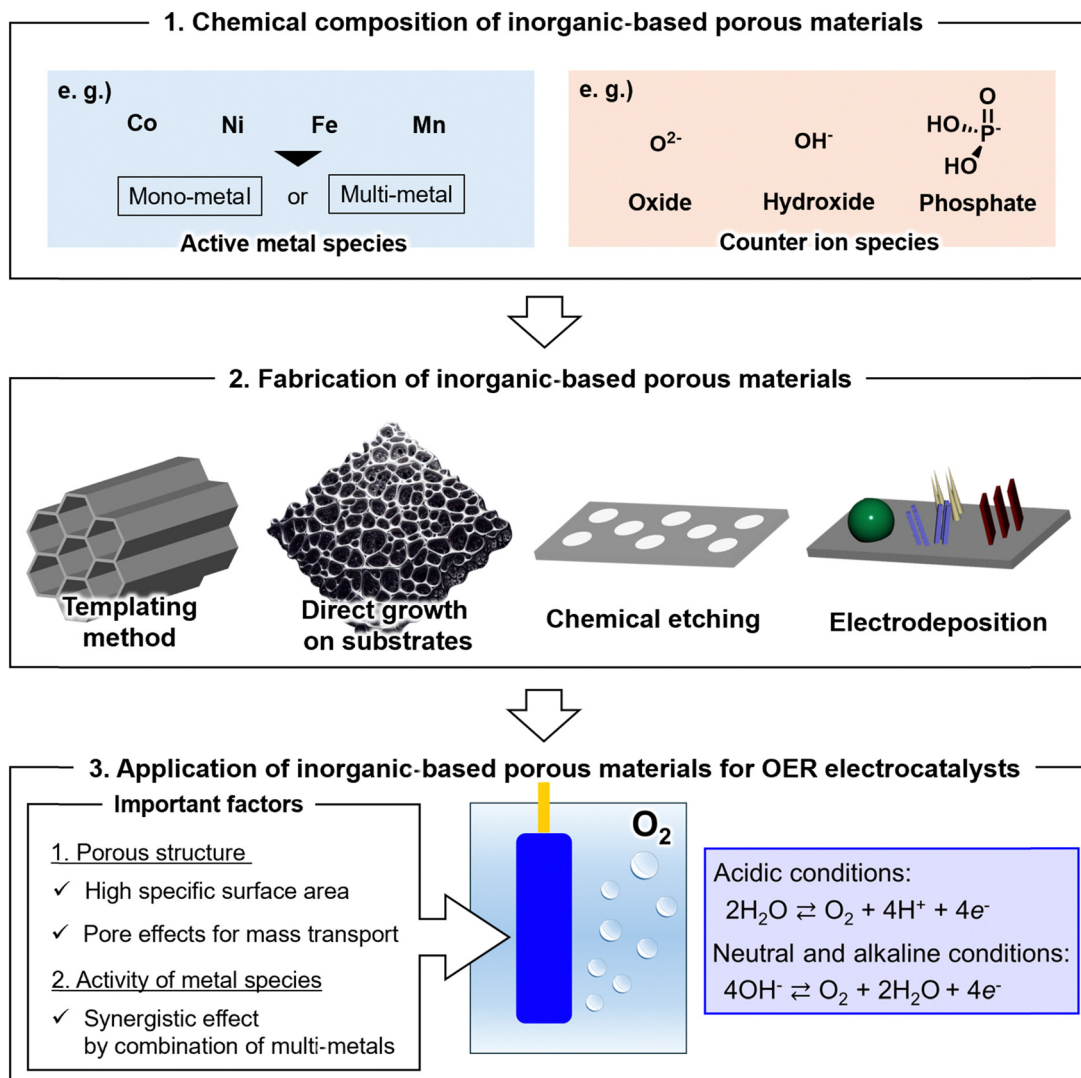 1. Chemical composition of inorganic-based porous materials
e. g.)
Co Ni Fe Mn
Mono-metal or Multi-metal
Active metal species
e. g.)
O²⁻ OH⁻
O
HO P-
HO
Oxide Hydroxide Phosphate
Counter ion species
2. Fabrication of inorganic-based porous materials
Templating
method
Direct growth
on substrates
Chemical etching
Electrodeposition
3. Application of inorganic-based porous materials for OER electrocatalysts
Important factors
1. Porous structure
✓ High specific surface area
✓ Pore effects for mass transport
2. Activity of metal species
✓ Synergistic effect
by combination of multi-metals
O₂
Acidic conditions:
2H₂O ⇄ O₂ + 4H⁺ + 4e⁻
Neutral and alkaline conditions:
4OH⁻ ⇄ O₂ + 2H₂O + 4e⁻